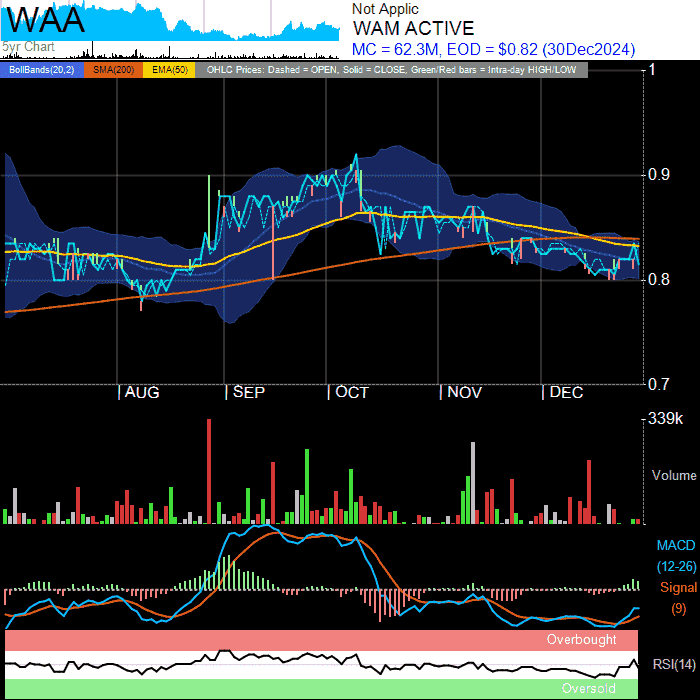 WAA
5yr Chart
Not Applic
WAM ACTIVE
MC = 62.3M, EOD = $0.82 (30Dec2024)
BollBands(20,2) SMA(200) EMA(50) OHLC Prices: Dashed = OPEN, Solid = CLOSE, Green/Red bars = Intra-day HIGH/LOW
1
0.9
0.8
0.7
AUG SEP OCT NOV DEC
339k
Volume
MACD
(12-26)
Signal
(9)
Overbought
RSI(14)
Oversold